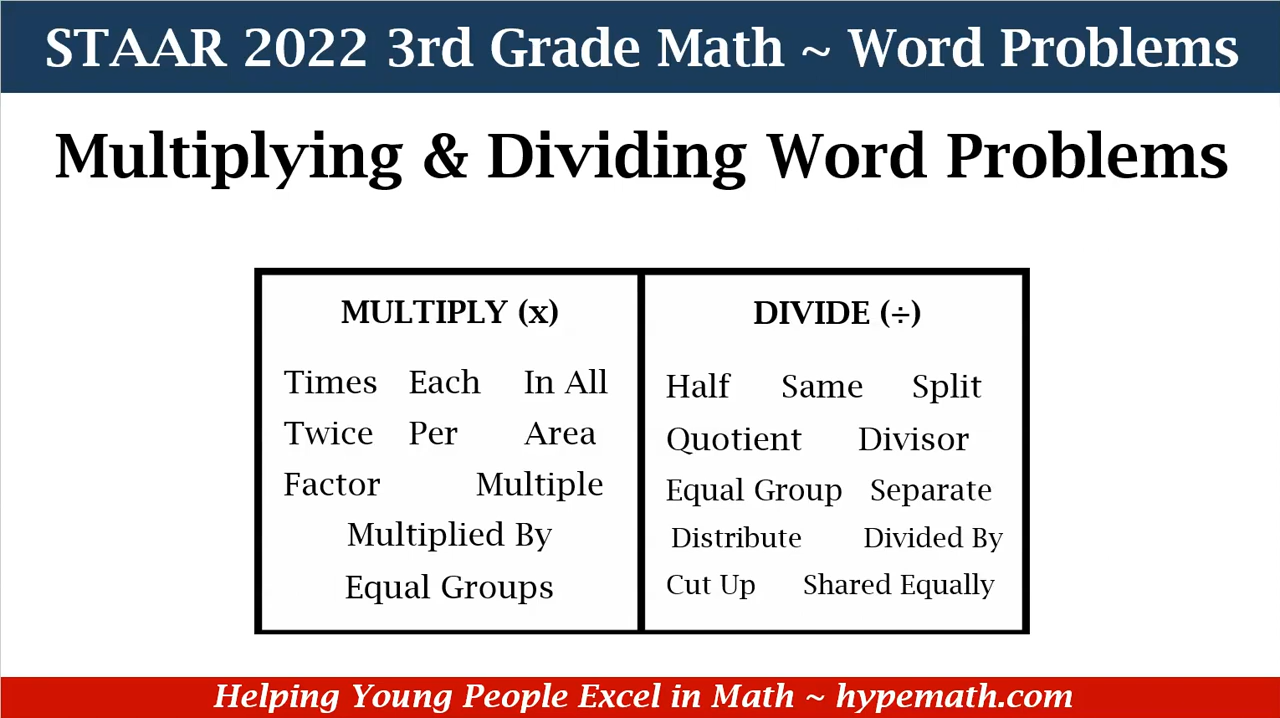 STAAR 2022 3rd Grade Math ~ Word Problems
Multiplying & Dividing Word Problems
MULTIPLY (x)
Times Each In All
Twice Per Area
Factor Multiple
Multiplied By
Equal Groups
DIVIDE (÷)
Half Same Split
Quotient Divisor
Equal Group Separate
Distribute Divided By
Cut Up Shared Equally
Helping Young People Excel in Math ~ hypemath.com